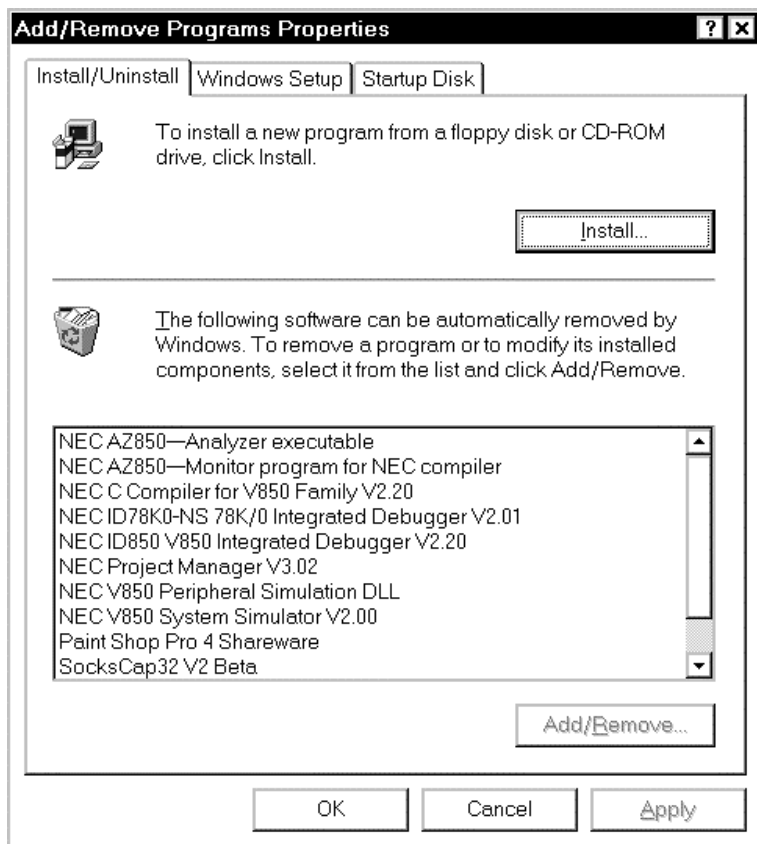 Add/Remove Programs Properties
Install/Uninstall
Windows Setup
Startup Disk
To install a new program from a floppy disk or CD-ROM
drive, click Install.
Install...
The following software can be automatically removed by
Windows. To remove a program or to modify its installed
components, select it from the list and click Add/Remove.
NEC AZ850—Analyzer executable
NEC AZ850—Monitor program for NEC compiler
NEC C Compiler for V850 Family V2.20
NEC ID78K0-NS 78K/0 Integrated Debugger V2.01
NEC ID850 V850 Integrated Debugger V2.20
NEC Project Manager V3.02
NEC V850 Peripheral Simulation DLL
NEC V850 System Simulator V2.00
Paint Shop Pro 4 Shareware
SocksCap32 V2 Beta
Add/Remove...
OK
Cancel
Apply